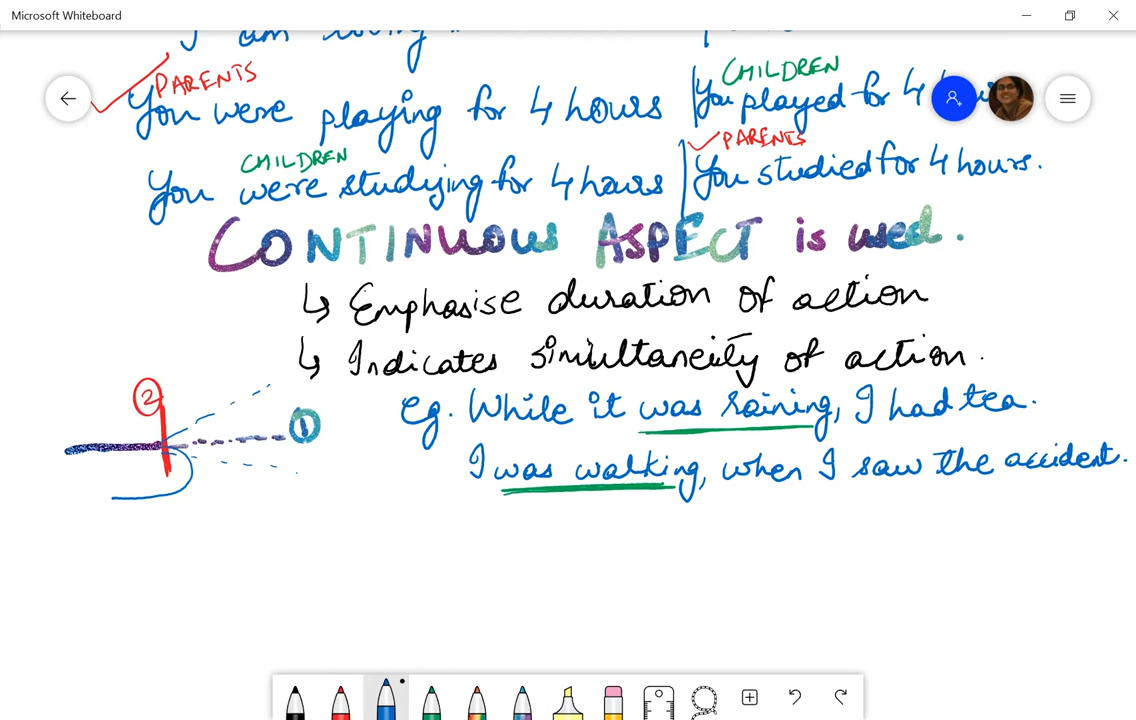 Microsoft Whiteboard
I am
PARENTS
CHILDREN
You were playing for 4 hours
You played for 4
CHILDREN
PARENTS
You were studying for 4 hours
You studied for 4 hours.
CONTINUOUS ASPECT is used.
↳ Emphasise duration of action
↳ Indicates simultaneity of action.
2
1
eg. While it was raining, I had tea.
I was walking, when I saw the accident.